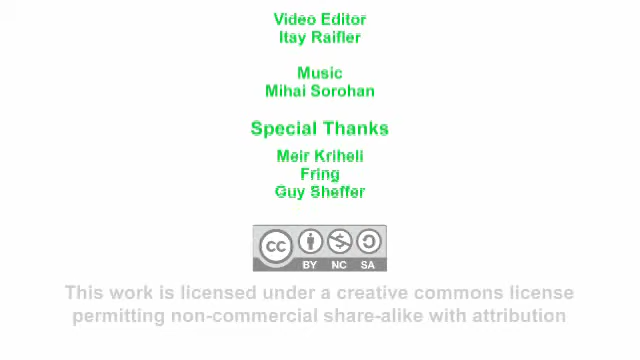 Video Editor
Itay Raifler
Music
Mihai Sorohan
Special Thanks
Meir Kriheli
Fring
Guy Sheffer
cc
BY NC SA
This work is licensed under a creative commons license
permitting non-commercial share-alike with attribution